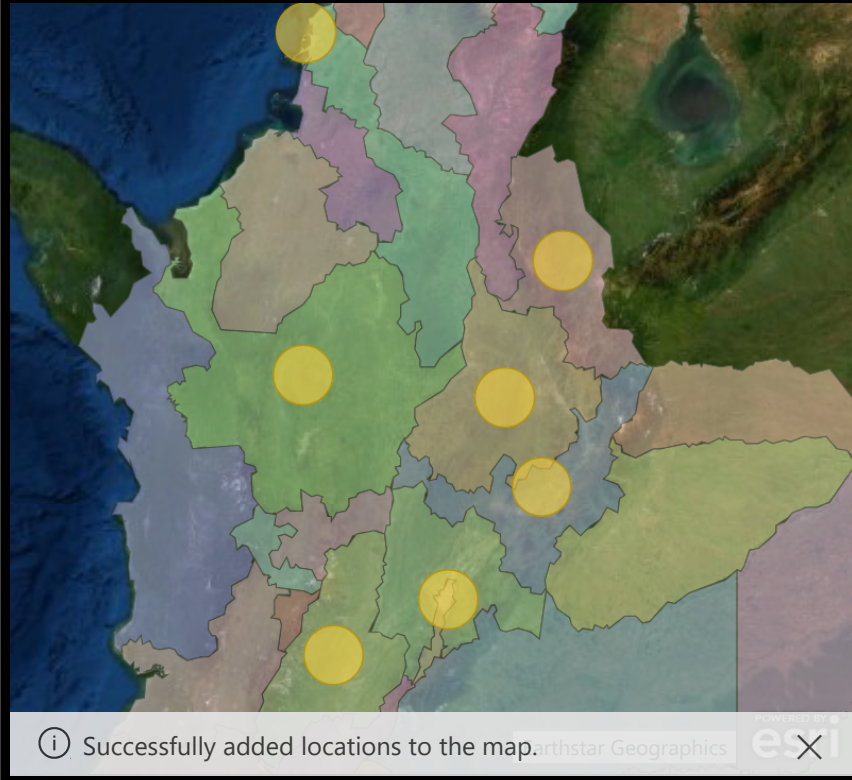 POWERED BY
esri
Successfully added locations to the map.
Earthstar Geographics